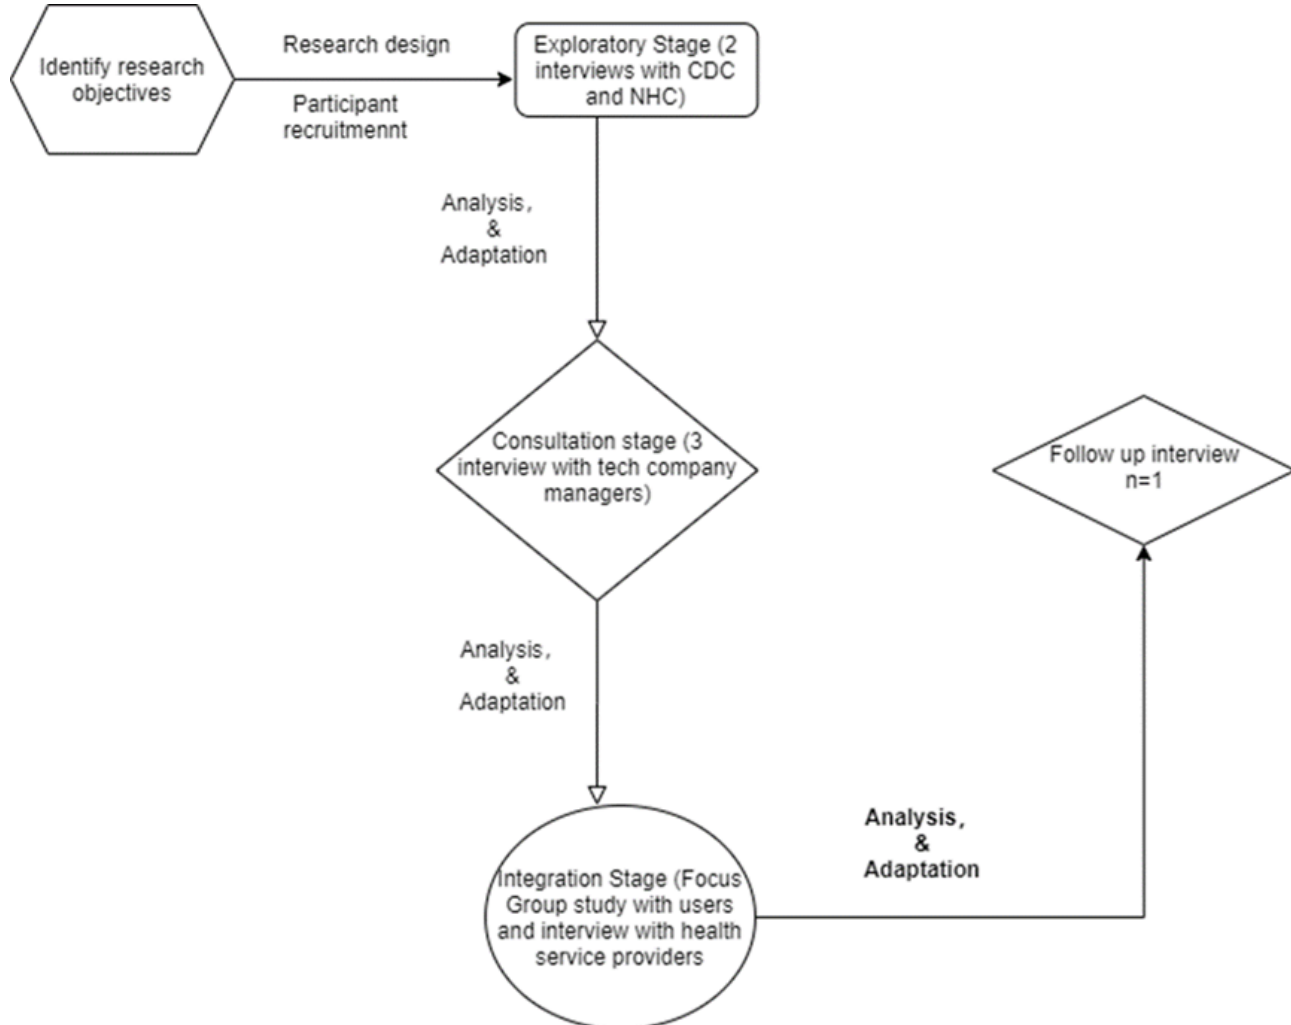 Identify research
objectives
Research design
Participant
recruitmennt
Exploratory Stage (2
interviews with CDC
and NHC)
Analysis,
&
Adaptation
Consultation stage (3
interview with tech company
managers)
Follow up interview
n=1
Analysis,
&
Adaptation
Analysis,
&
Adaptation
Integration Stage (Focus
Group study with users
and interview with health
service providers